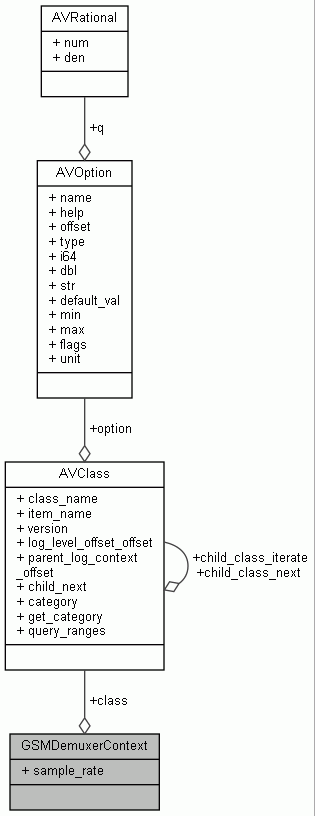 AVRational
+ num
+ den
+q
AVOption
+ name
+ help
+ offset
+ type
+ i64
+ dbl
+ str
+ default_val
+ min
+ max
+ flags
+ unit
+option
AVClass
+ class_name
+ item_name
+ version
+ log_level_offset_offset
+ parent_log_context
_offset
+ child_next
+ category
+ get_category
+ query_ranges
+child_class_iterate
+child_class_next
+class
GSMDemuxerContext
+ sample_rate